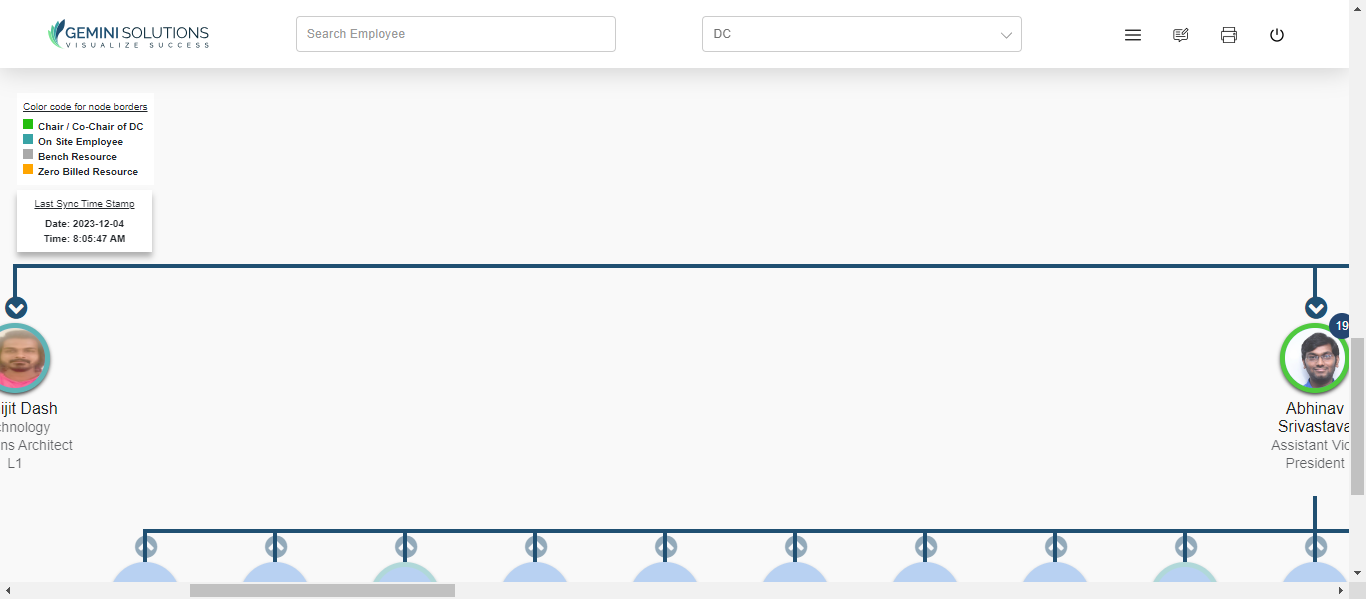 GEMINI SOLUTIONS
VISUALIZE SUCCESS
Search Employee
DC
Color code for node borders
Chair / Co-Chair of DC
On Site Employee
Bench Resource
Zero Billed Resource
Last Sync Time Stamp
Date: 2023-12-04
Time: 8:05:47 AM
ijit Dash
hnology
ns Architect
L1
19
Abhinav
Srivastava
Assistant Vic
President